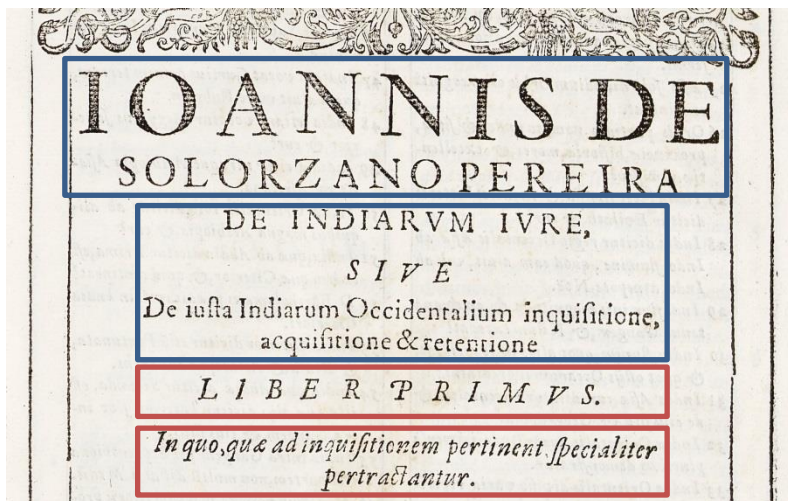 IOANNIS DE
SOLORZANO PEREIRA
DE INDIARVM IVRE,
SIVE
De iuſta Indiarum Occidentalium inquiſitione,
acquiſitione & retentione
LIBER PRIMVS.
In quo, quæ ad inquiſitionem pertinent, ſpecialiter
pertractantur.